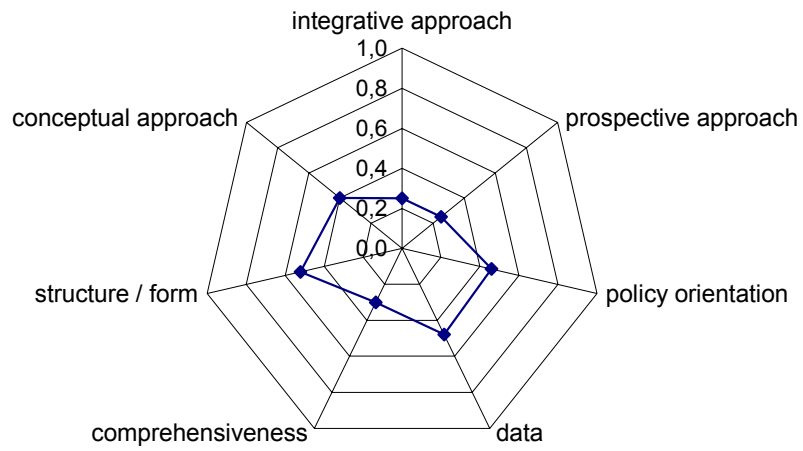 integrative approach
1,0
0,8
conceptual approach
prospective approach
0,6
0,4
0,2
0,0
structure / form
policy orientation
comprehensiveness
data